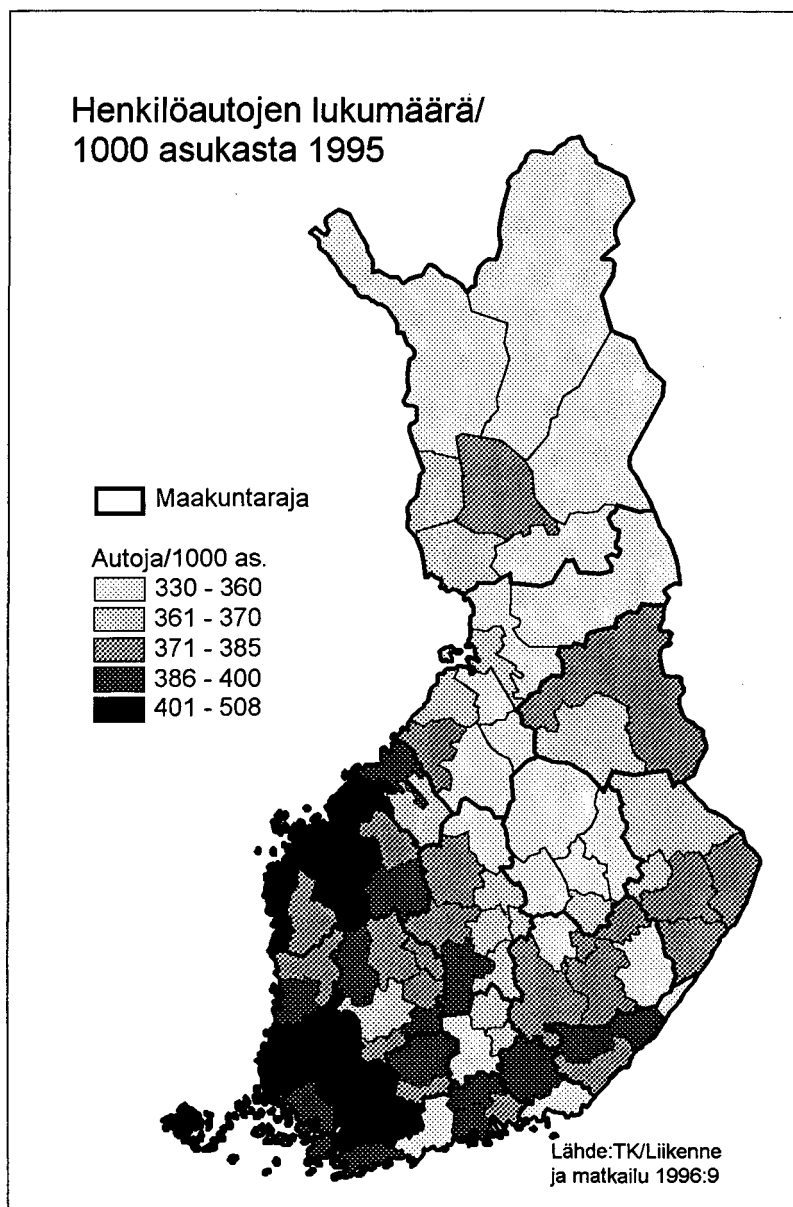 Henkilöautojen lukumäärä/
1000 asukasta 1995
Maakuntaraja
Autoja/1000 as.
330 - 360
361 - 370
371 - 385
386 - 400
401 - 508
Lähde:TK/Liikenne
ja matkailu 1996:9